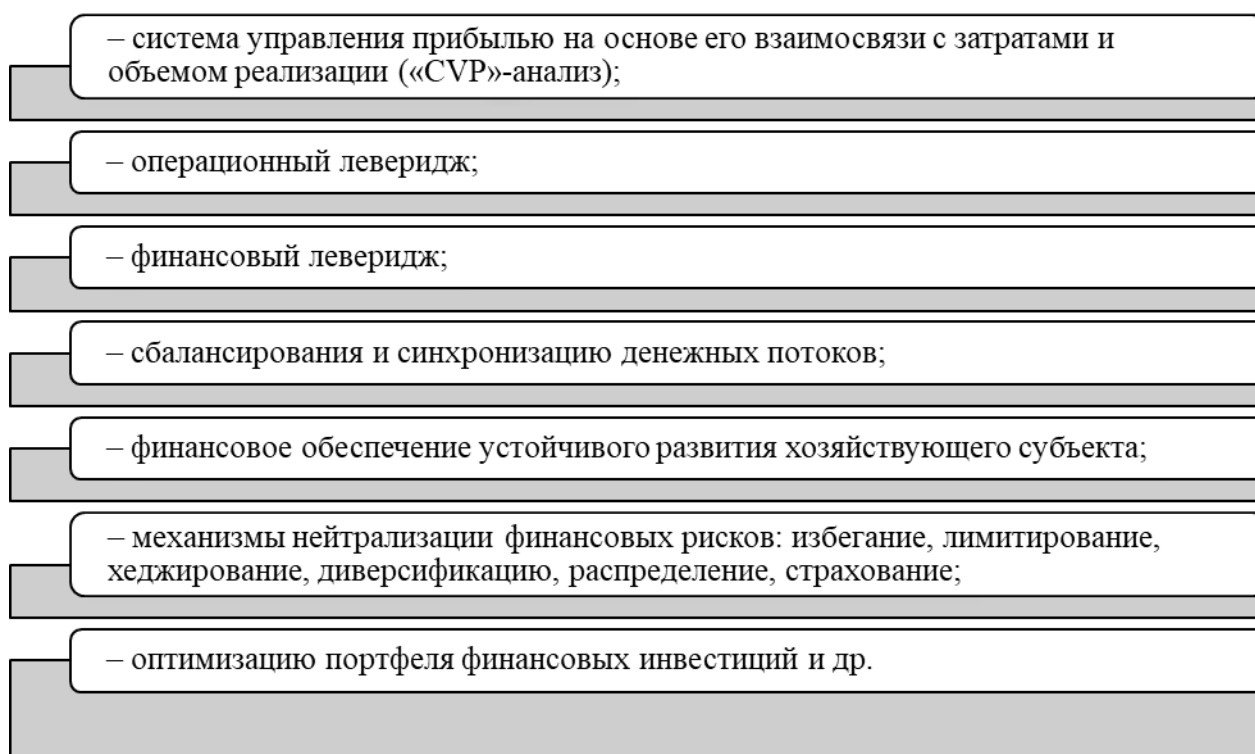 – система управления прибылью на основе его взаимосвязи с затратами и
объемом реализации («CVP»-анализ);
– операционный леверидж;
– финансовый леверидж;
– сбалансирования и синхронизацию денежных потоков;
– финансовое обеспечение устойчивого развития хозяйствующего субъекта;
– механизмы нейтрализации финансовых рисков: избегание, лимитирование,
хеджирование, диверсификацию, распределение, страхование;
– оптимизацию портфеля финансовых инвестиций и др.